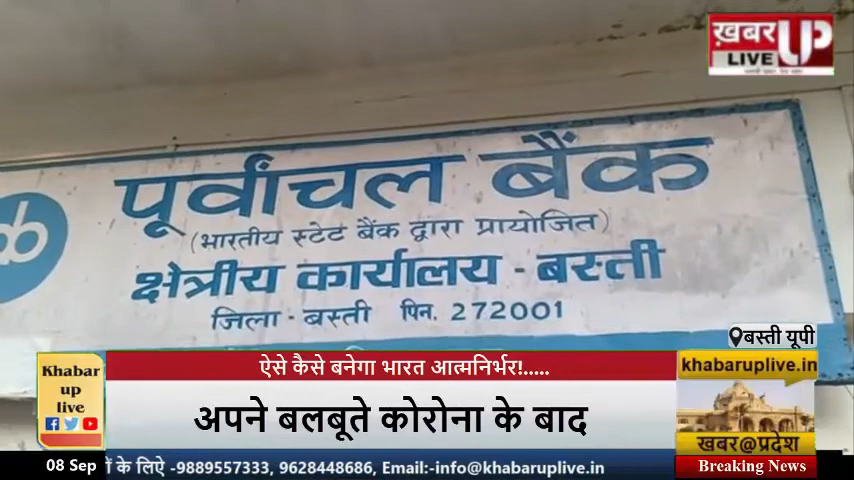 ख़बर UP
LIVE
पूर्वांचल बैंक
(भारतीय स्टेट बैंक द्वारा प्रायोजित)
क्षेत्रीय कार्यालय - बस्ती
जिला - बस्ती पिन. 272001
बस्ती यूपी
Khabar
up
live
ऐसे कैसे बनेगा भारत आत्मनिर्भर!.....
अपने बलबूते कोरोना के बाद
khabaruplive.in
ख़बर@प्रदेश
08 Sep
ों के लिऐ -9889557333, 9628448686, Email:-info@khabaruplive.in
Breaking News